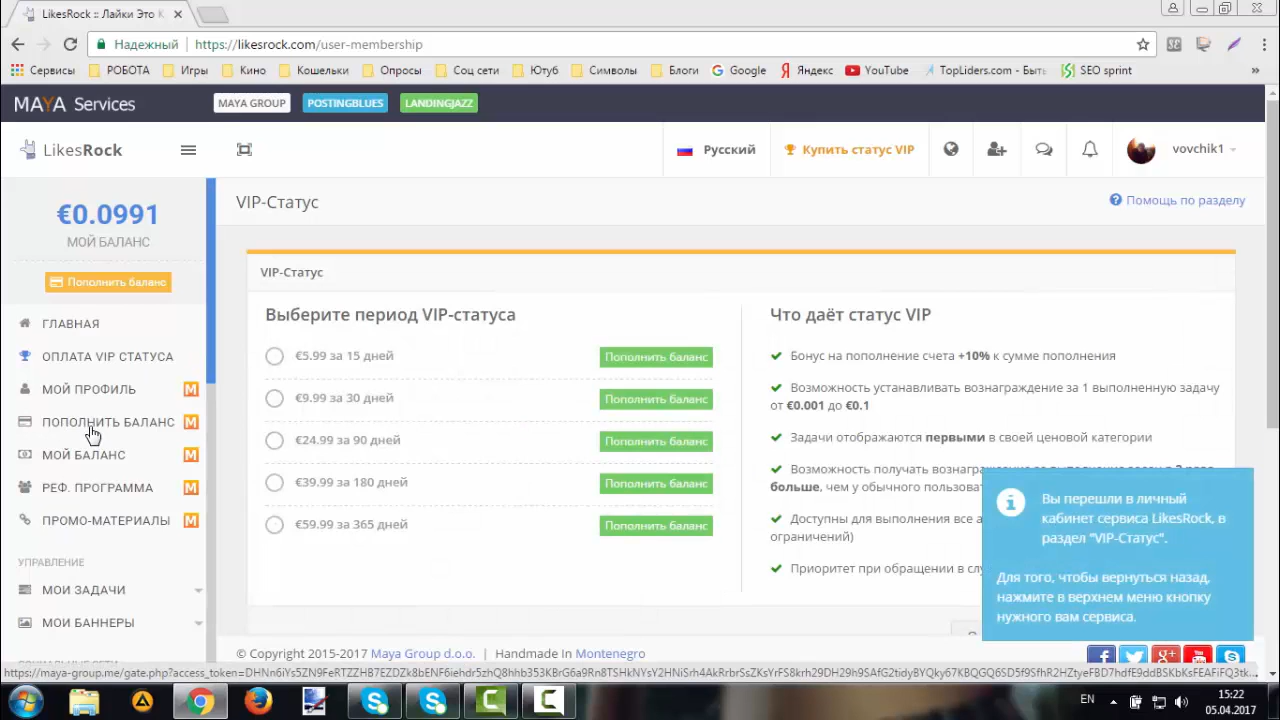 LikesRock :: Лайки Это К
Надежный https://likesrock.com/user-membership
Сервисы РОБОТА Игры Кино Кошельки Опросы Соц сети Ютуб Символы Блоги Google Яндекс YouTube TopLiders.com - Быть SEO sprint »
MAYA Services MAYA GROUP POSTINGBLUES LANDINGJAZZ
LikesRock Русский Купить статус VIP vovchik1
€0.0991
МОЙ БАЛАНС
Пополнить баланс
ГЛАВНАЯ
ОПЛАТА VIP СТАТУСА
МОЙ ПРОФИЛЬ M
ПОПОЛНИТЬ БАЛАНС M
МОЙ БАЛАНС M
РЕФ. ПРОГРАММА M
ПРОМО-МАТЕРИАЛЫ M
УПРАВЛЕНИЕ
МОИ ЗАДАЧИ
МОИ БАННЕРЫ
VIP-Статус Помощь по разделу
VIP-Статус
Выберите период VIP-статуса
€5.99 за 15 дней Пополнить баланс
€9.99 за 30 дней Пополнить баланс
€24.99 за 90 дней Пополнить баланс
€39.99 за 180 дней Пополнить баланс
€59.99 за 365 дней Пополнить баланс
Что даёт статус VIP
Бонус на пополнение счета +10% к сумме пополнения
Возможность устанавливать вознаграждение за 1 выполненную задачу
от €0.001 до €0.1
Задачи отображаются первыми в своей ценовой категории
Возможность получать
больше, чем у обычного
Доступны для выполнения все
ограничений)
Приоритет при обращении в
Вы перешли в личный
кабинет сервиса LikesRock, в
раздел "VIP-Статус".
Для того, чтобы вернуться назад,
нажмите в верхнем меню кнопку
нужного вам сервиса.
© Copyright 2015-2017 Maya Group d.o.o. | Handmade In Montenegro
EN
15:22
05.04.2017